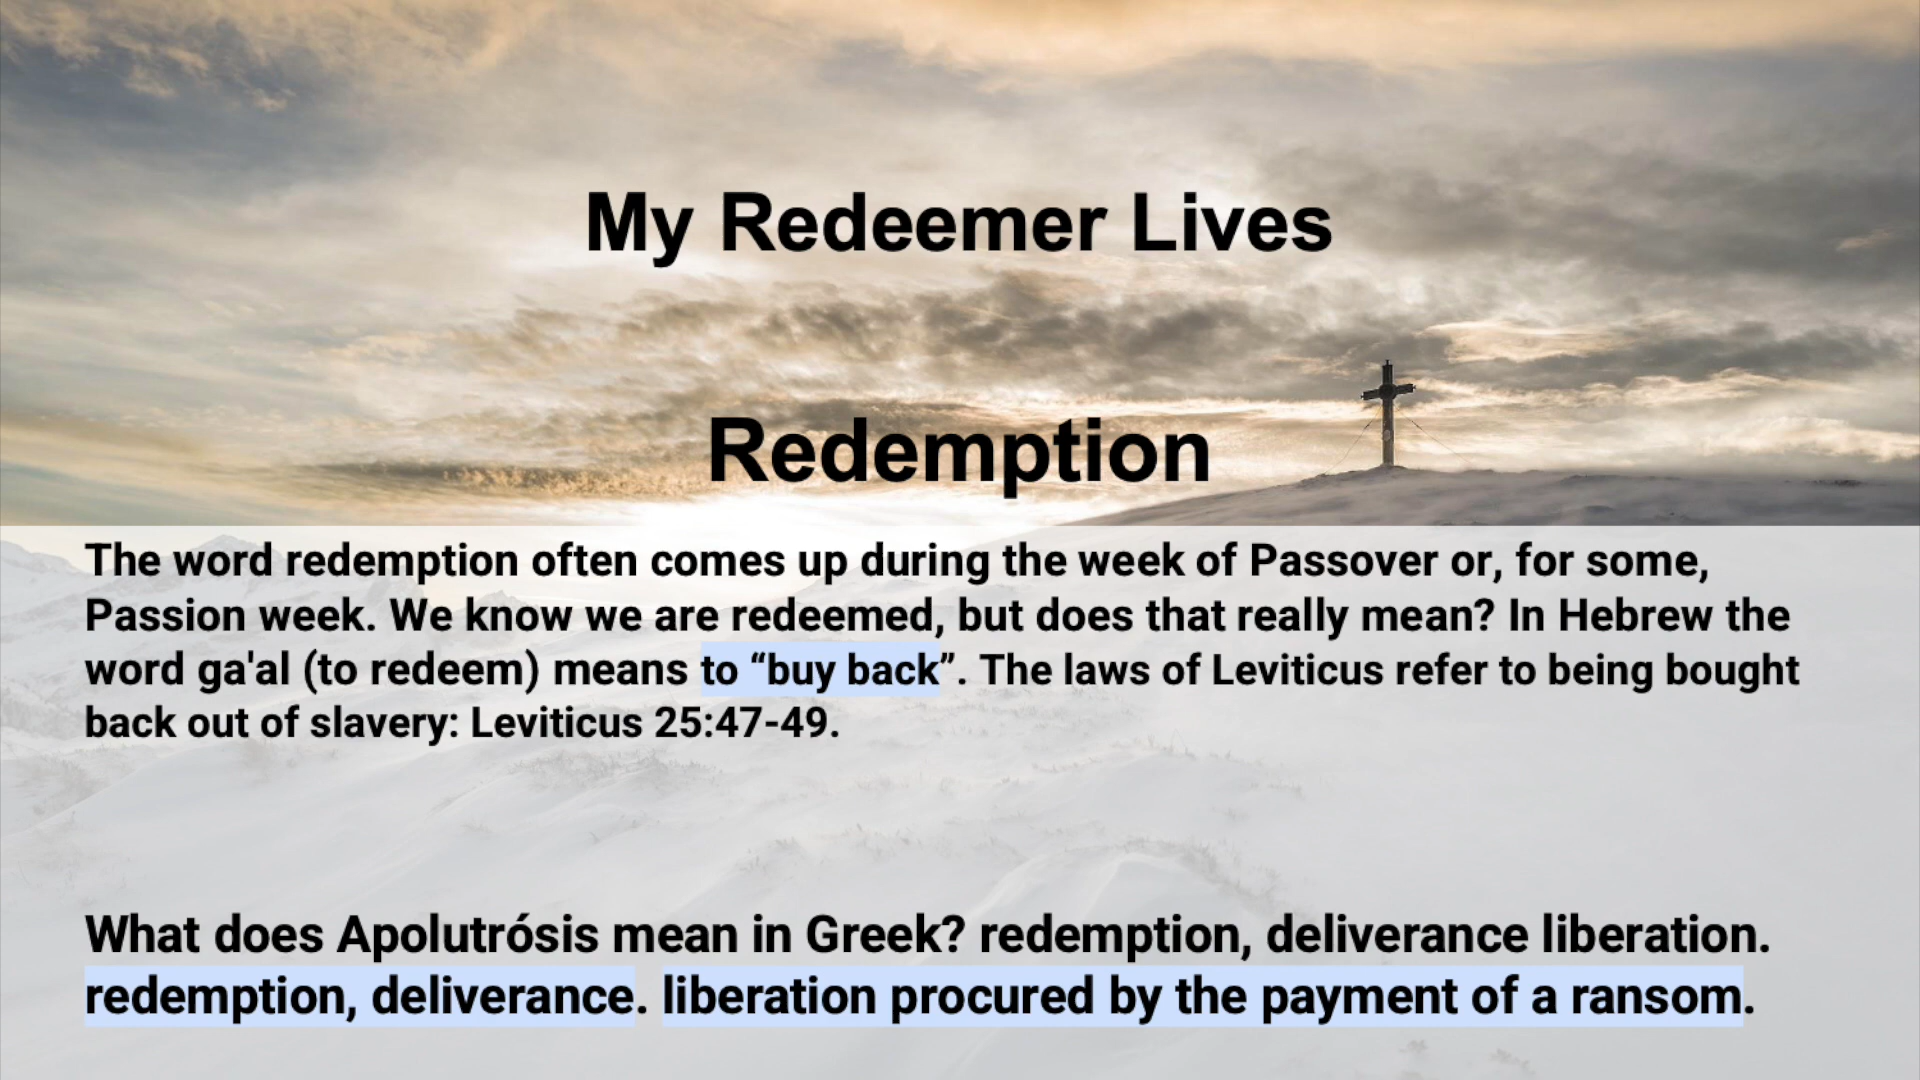 My Redeemer Lives
Redemption
The word redemption often comes up during the week of Passover or, for some,
Passion week. We know we are redeemed, but does that really mean? In Hebrew the
word ga'al (to redeem) means to “buy back”. The laws of Leviticus refer to being bought
back out of slavery: Leviticus 25:47-49.
What does Apolutrósis mean in Greek? redemption, deliverance liberation.
redemption, deliverance. liberation procured by the payment of a ransom.